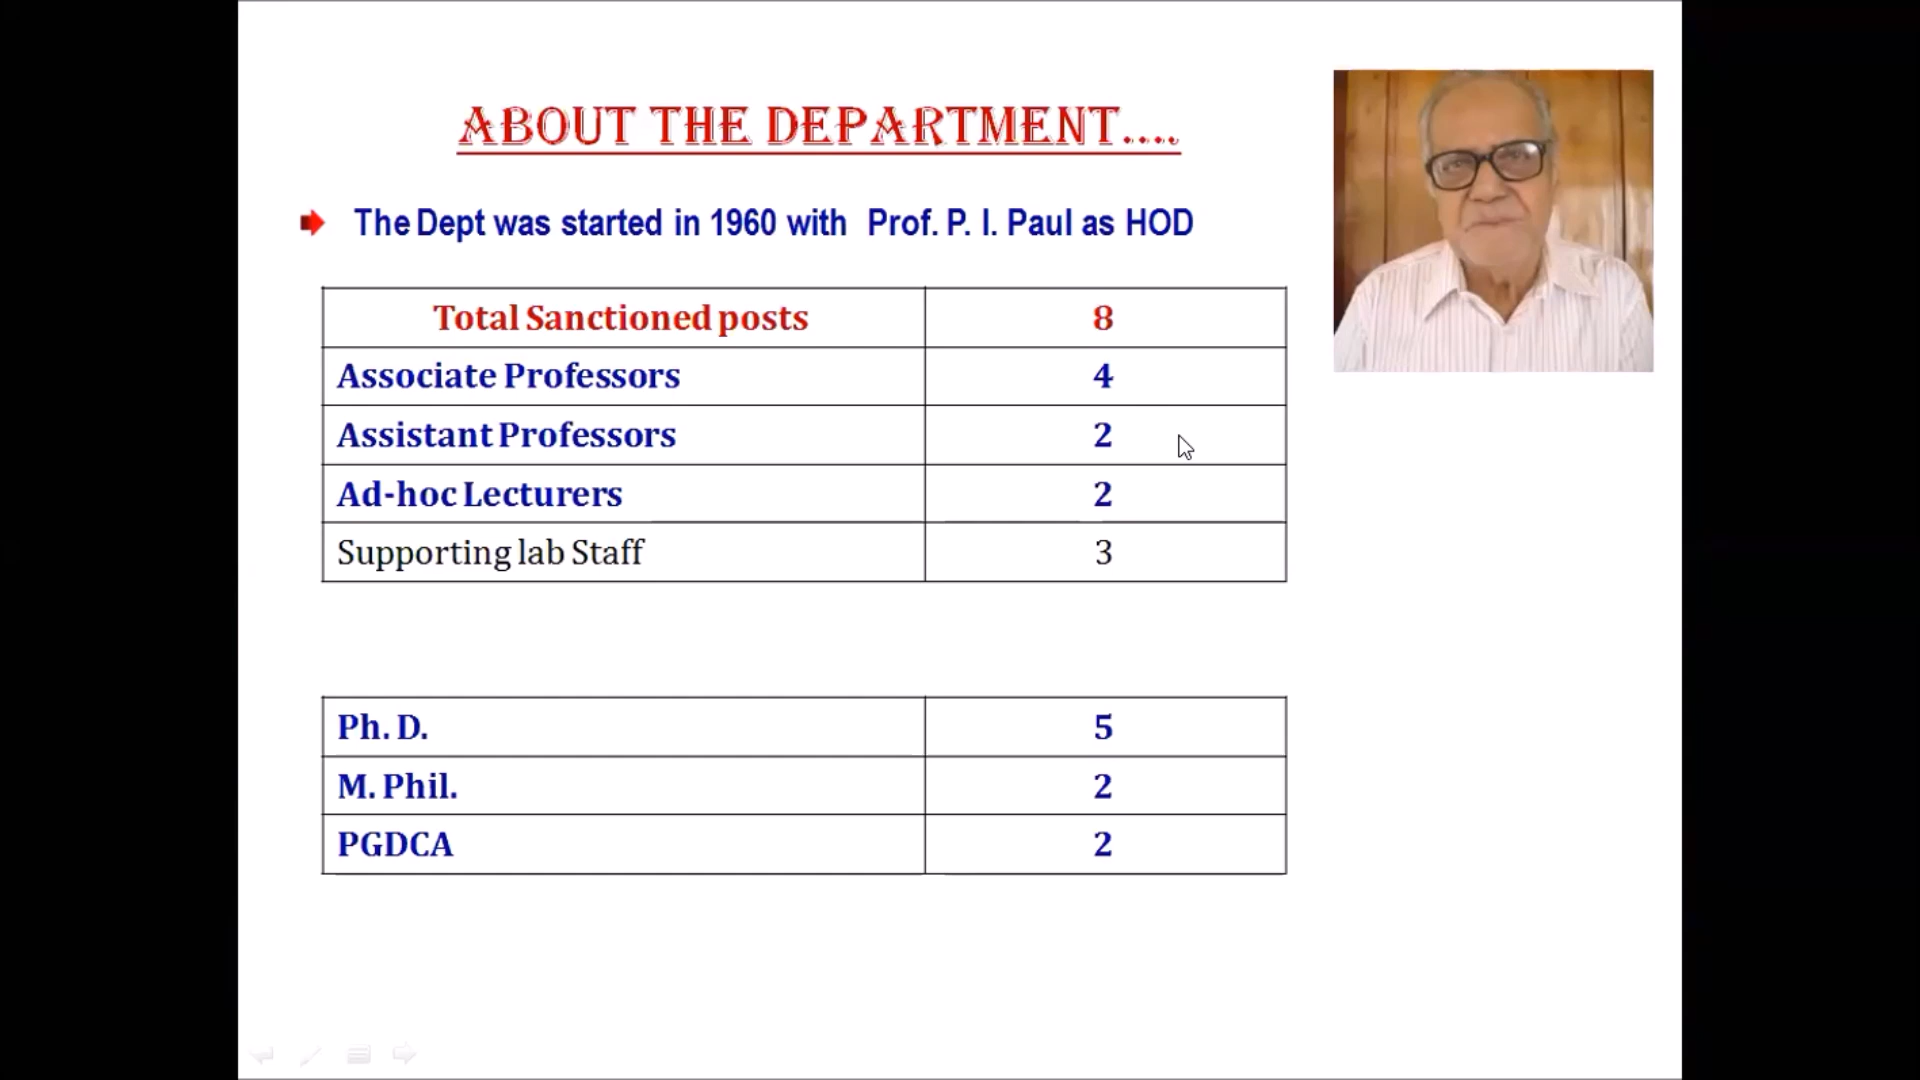 ABOUT THE DEPARTMENT....
The Dept was started in 1960 with Prof. P. I. Paul as HOD
Total Sanctioned posts 8
Associate Professors 4
Assistant Professors 2
Ad-hoc Lecturers 2
Supporting lab Staff 3
Ph. D. 5
M. Phil. 2
PGDCA 2